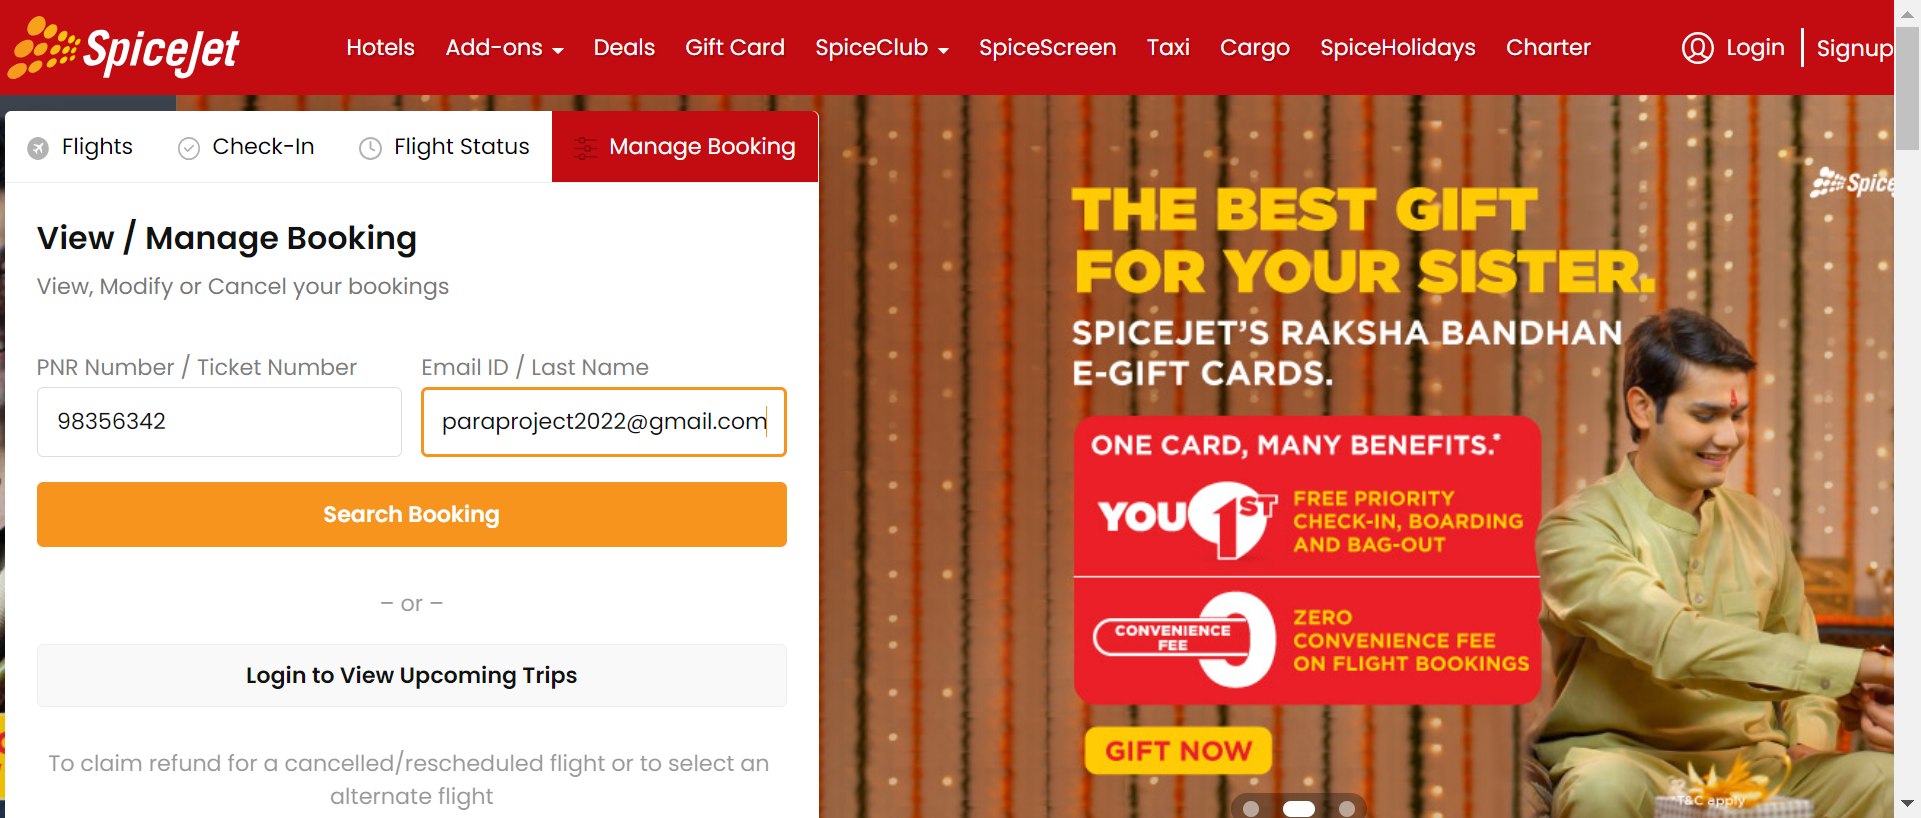 SpiceJet
Hotels Add-ons Deals Gift Card SpiceClub SpiceScreen Taxi Cargo SpiceHolidays Charter Login Signup
Flights Check-In Flight Status Manage Booking
View / Manage Booking
View, Modify or Cancel your bookings
PNR Number / Ticket Number Email ID / Last Name
98356342 paraproject2022@gmail.com
Search Booking
– or –
Login to View Upcoming Trips
To claim refund for a cancelled/rescheduled flight or to select an
alternate flight
Spice
THE BEST GIFT
FOR YOUR SISTER.
SPICEJET'S RAKSHA BANDHAN
E-GIFT CARDS.
ONE CARD, MANY BENEFITS.*
YOU 1ST
FREE PRIORITY
CHECK-IN, BOARDING
AND BAG-OUT
CONVENIENCE
FEE
0
ZERO
CONVENIENCE FEE
ON FLIGHT BOOKINGS
GIFT NOW
*T&C apply